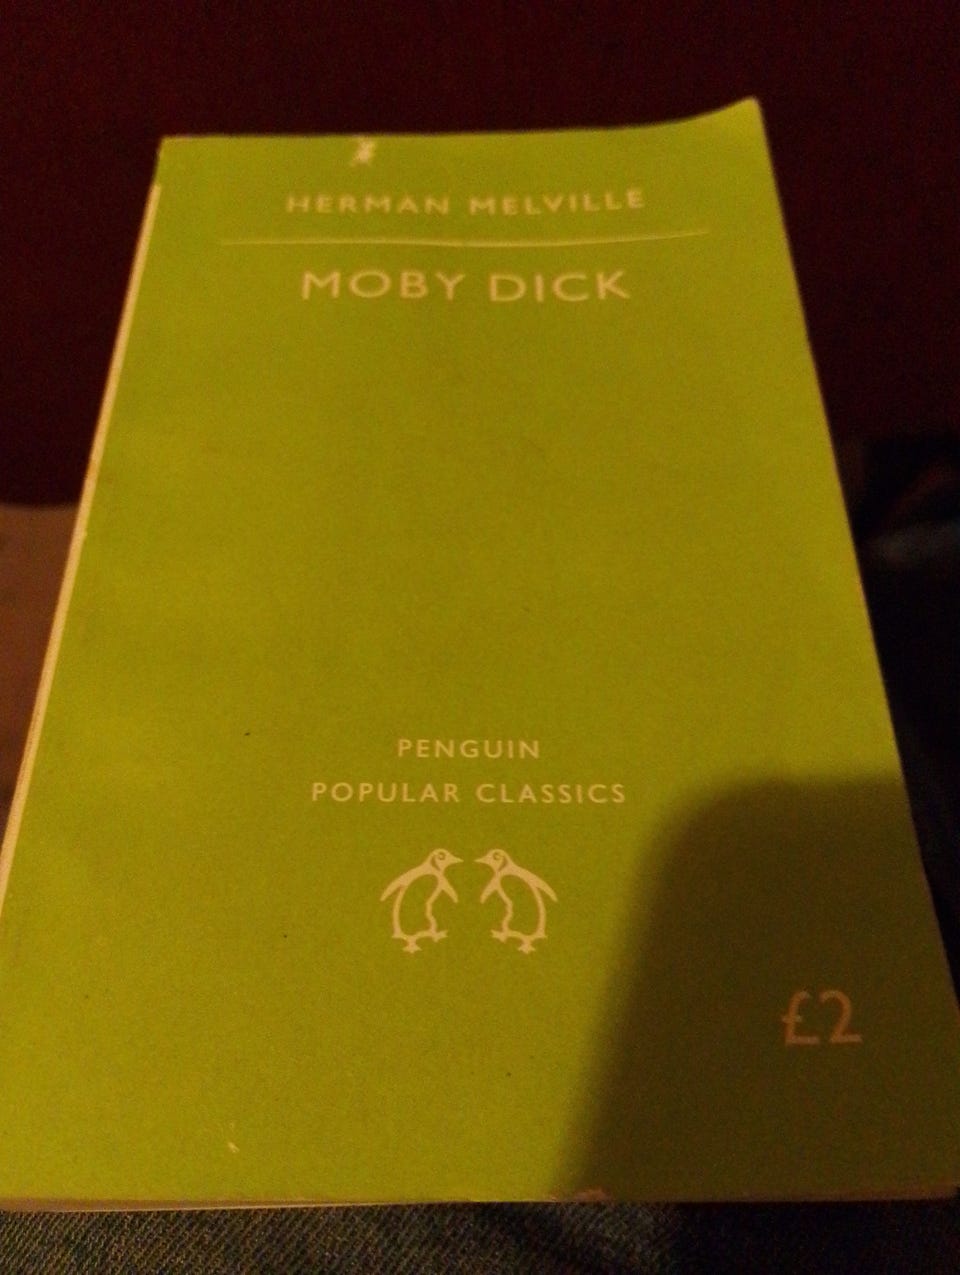 HERMAN MELVILLE
MOBY DICK
PENGUIN
POPULAR CLASSICS
£2